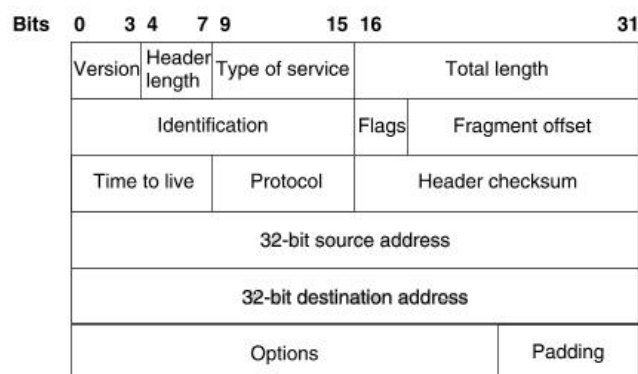 Bits 0 3 4 7 9 15 16 31
Version Header length Type of service Total length
Identification Flags Fragment offset
Time to live Protocol Header checksum
32-bit source address
32-bit destination address
Options Padding